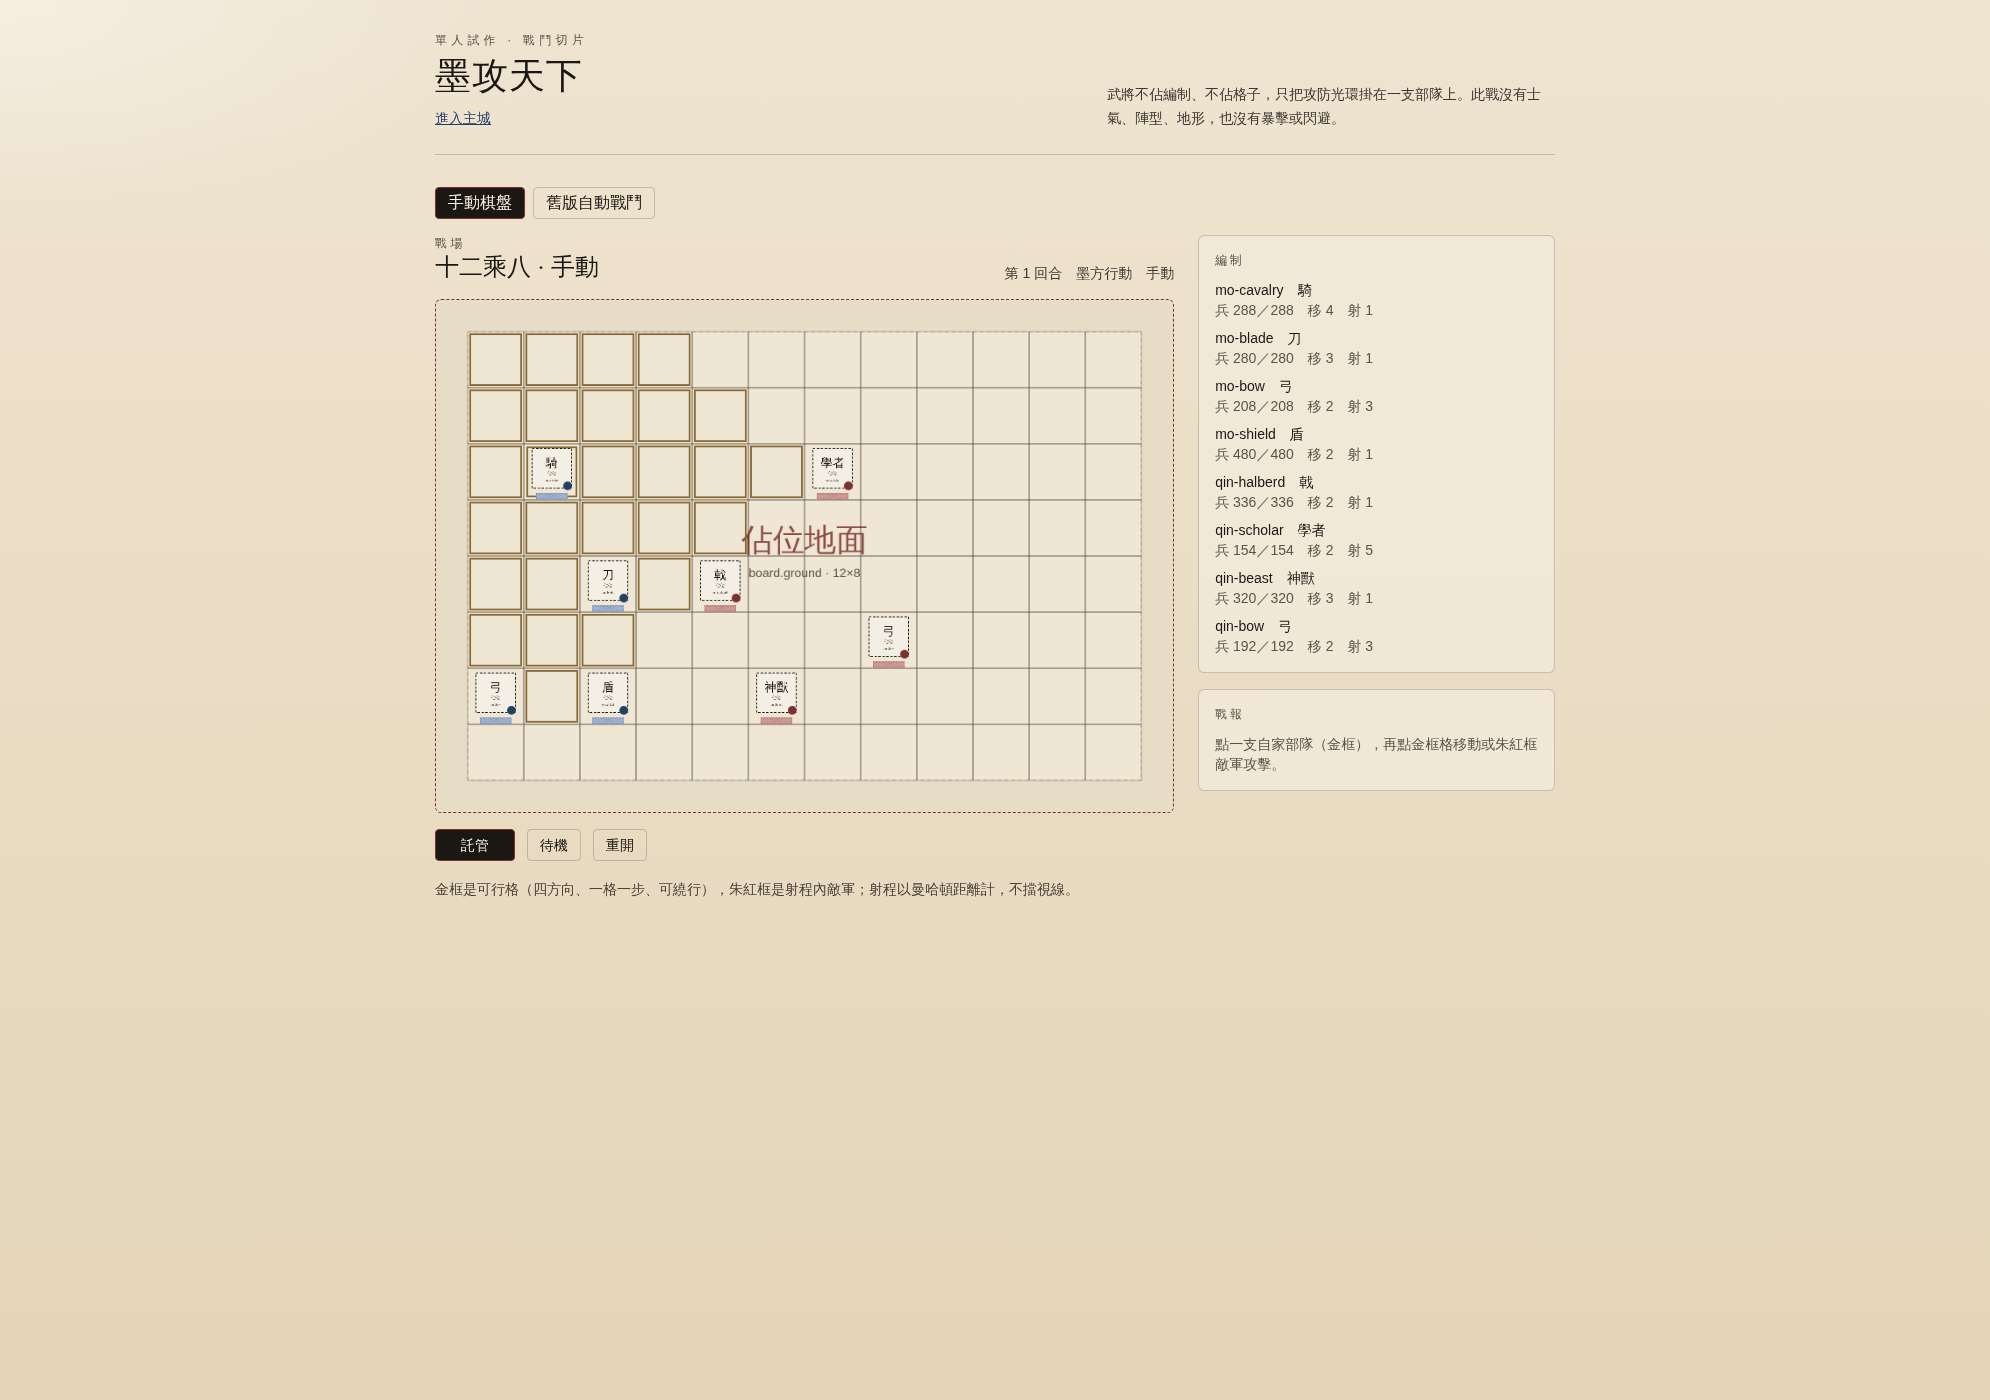 單人試作 · 戰鬥切片
墨攻天下
進入主城
武將不佔編制、不佔格子，只把攻防光環掛在一支部隊上。此戰沒有士
氣、陣型、地形，也沒有暴擊或閃避。
手動棋盤
舊版自動戰鬥
戰場
十二乘八 · 手動
第 1 回合 墨方行動 手動
騎
學者
佔位地面
board.ground · 12×8
刀
戟
弓
弓
盾
神獸
託管
待機
重開
金框是可行格（四方向、一格一步、可繞行），朱紅框是射程內敵軍；射程以曼哈頓距離計，不擋視線。
編制
mo-cavalry 騎
兵 288／288 移 4 射 1
mo-blade 刀
兵 280／280 移 3 射 1
mo-bow 弓
兵 208／208 移 2 射 3
mo-shield 盾
兵 480／480 移 2 射 1
qin-halberd 戟
兵 336／336 移 2 射 1
qin-scholar 學者
兵 154／154 移 2 射 5
qin-beast 神獸
兵 320／320 移 3 射 1
qin-bow 弓
兵 192／192 移 2 射 3
戰報
點一支自家部隊（金框），再點金框格移動或朱紅框
敵軍攻擊。